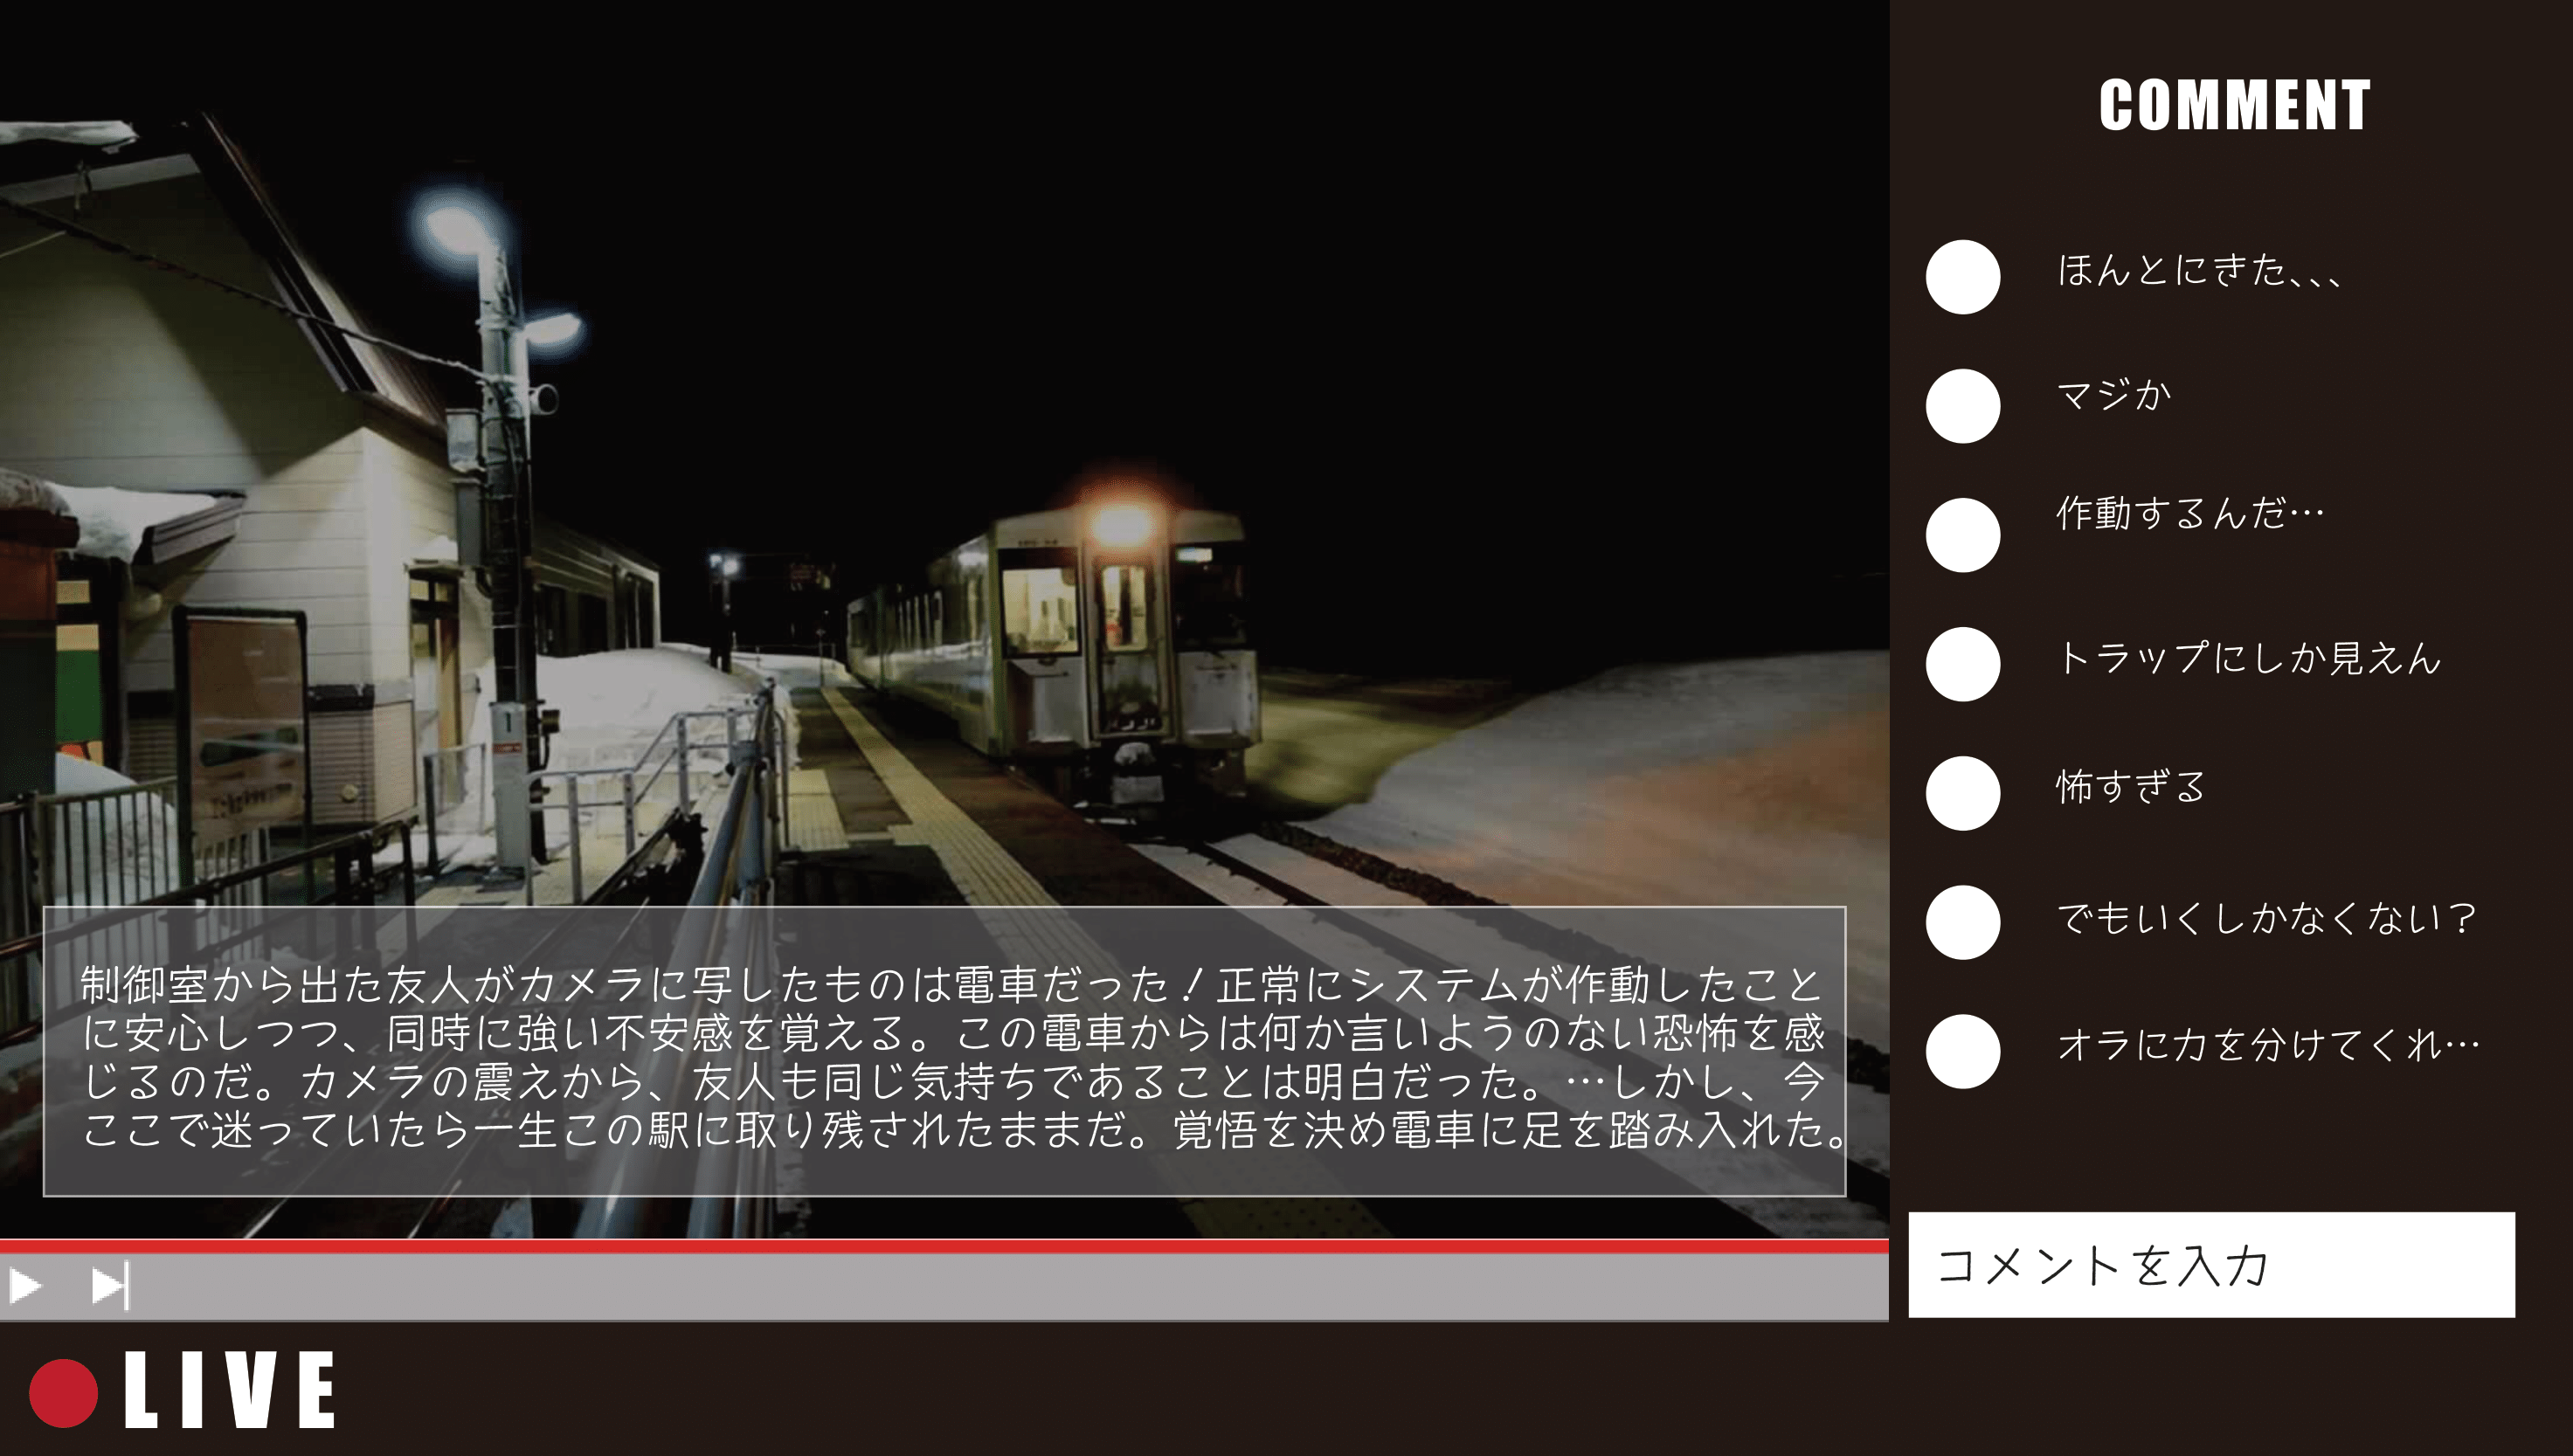 COMMENT
ほんとにきた、、、
マジか
作動するんだ…
トラップにしか見えん
怖すぎる
でもいくしかなくない？
オラに力を分けてくれ…
制御室から出た友人がカメラに写したものは電車だった！正常にシステムが作動したこと
に安心しつつ、同時に強い不安感を覚える。この電車からは何か言いようのない恐怖を感
じるのだ。カメラの震えから、友人も同じ気持ちであることは明白だった。…しかし、今
ここで迷っていたら一生この駅に取り残されたままだ。覚悟を決め電車に足を踏み入れた。
コメントを入力
LIVE